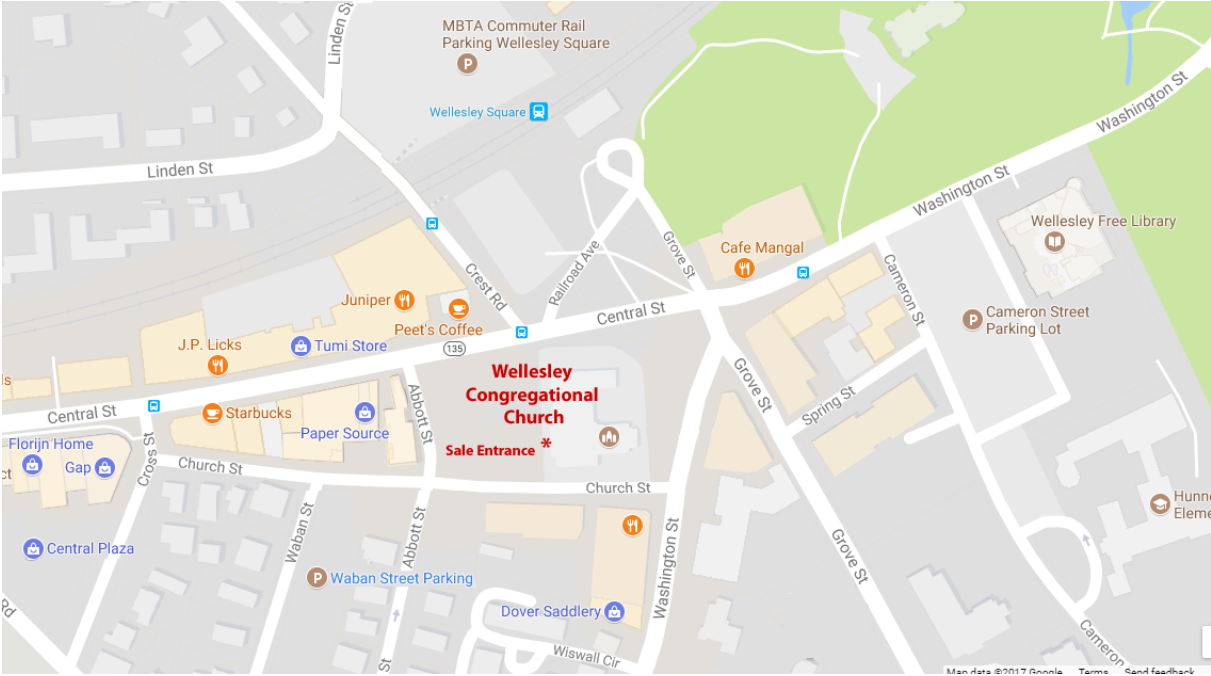 Linden St
MBTA Commuter Rail
Parking Wellesley Square
P
Wellesley Square
Washington St
Linden St
Washington St
Wellesley Free Library
Grove St
Cafe Mangal
Railroad Ave
Crest Rd
Cameron St
Juniper
Peet's Coffee
Central St
P
Cameron Street
Parking Lot
J.P. Licks
Tumi Store
135
Wellesley
Congregational
Church
Abbott St
Grove St
Spring St
Central St
Starbucks
Paper Source
Sale Entrance *
Florijn Home
Gap
Cross St
Church St
Church St
Hunne
Eleme
Waban St
Abbott St
Washington St
Grove St
Central Plaza
P
Waban Street Parking
Dover Saddlery
Rd
St
Wiswall Cir
Cameron
Map data ©2017 Google
Terms
Send feedback